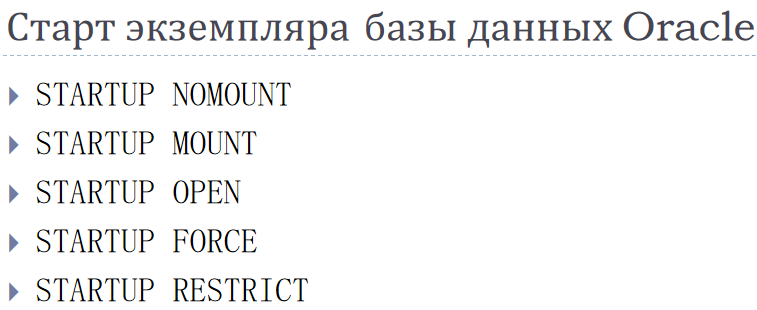 Старт экземпляра базы данных Oracle
STARTUP NOMOUNT
STARTUP MOUNT
STARTUP OPEN
STARTUP FORCE
STARTUP RESTRICT